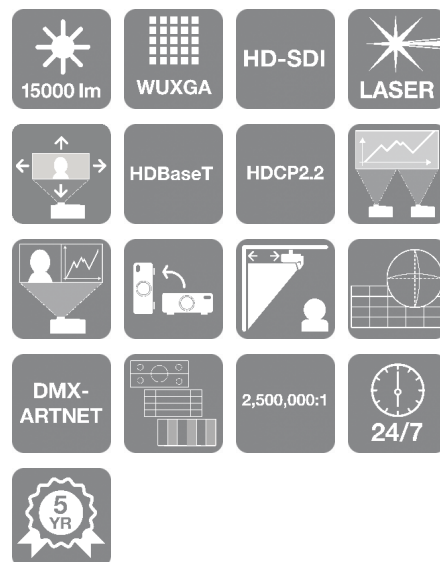 15000 lm
WUXGA
HD-SDI
LASER
HDBaseT
HDCP2.2
DMX-
ARTNET
2,500,000:1
24/7
5
YR